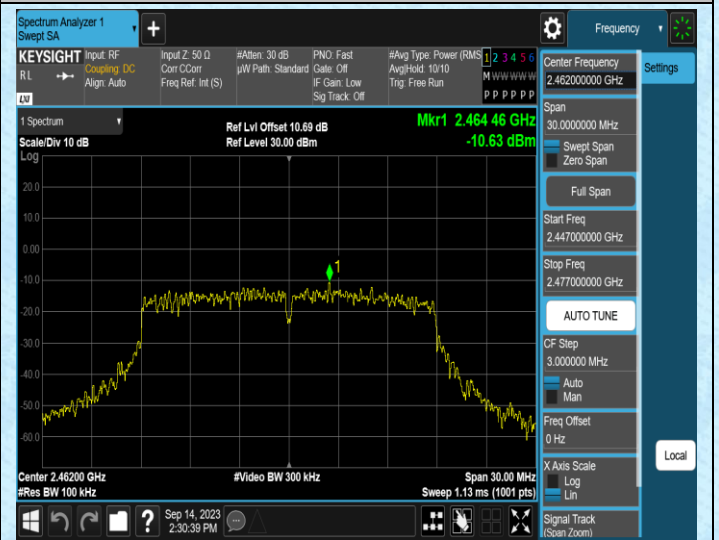 Spectrum Analyzer 1
Swept SA
Frequency
KEYSIGHT
RL
LXI
Input: RF
Coupling: DC
Align: Auto
Input Z: 50 Ω
Corr CCorr
Freq Ref: Int (S)
#Atten: 30 dB
µW Path: Standard
PNO: Fast
Gate: Off
IF Gain: Low
Sig Track: Off
#Avg Type: Power (RMS
Avg|Hold: 10/10
Trig: Free Run
1 2 3 4 5 6
M W W W W W
P P P P P P
1 Spectrum
Scale/Div 10 dB
Log
Ref Lvl Offset 10.69 dB
Ref Level 30.00 dBm
Mkr1 2.464 46 GHz
-10.63 dBm
20.0
10.0
0.00
-10.0
-20.0
-30.0
-40.0
-50.0
-60.0
1
Center 2.46200 GHz
#Res BW 100 kHz
#Video BW 300 kHz
Span 30.00 MHz
Sweep 1.13 ms (1001 pts)
Sep 14, 2023
2:30:39 PM
Center Frequency
2.462000000 GHz
Span
30.0000000 MHz
Swept Span
Zero Span
Full Span
Start Freq
2.447000000 GHz
Stop Freq
2.477000000 GHz
AUTO TUNE
CF Step
3.000000 MHz
Auto
Man
Freq Offset
0 Hz
X Axis Scale
Log
Lin
Signal Track
(Span Zoom)
Settings
Local